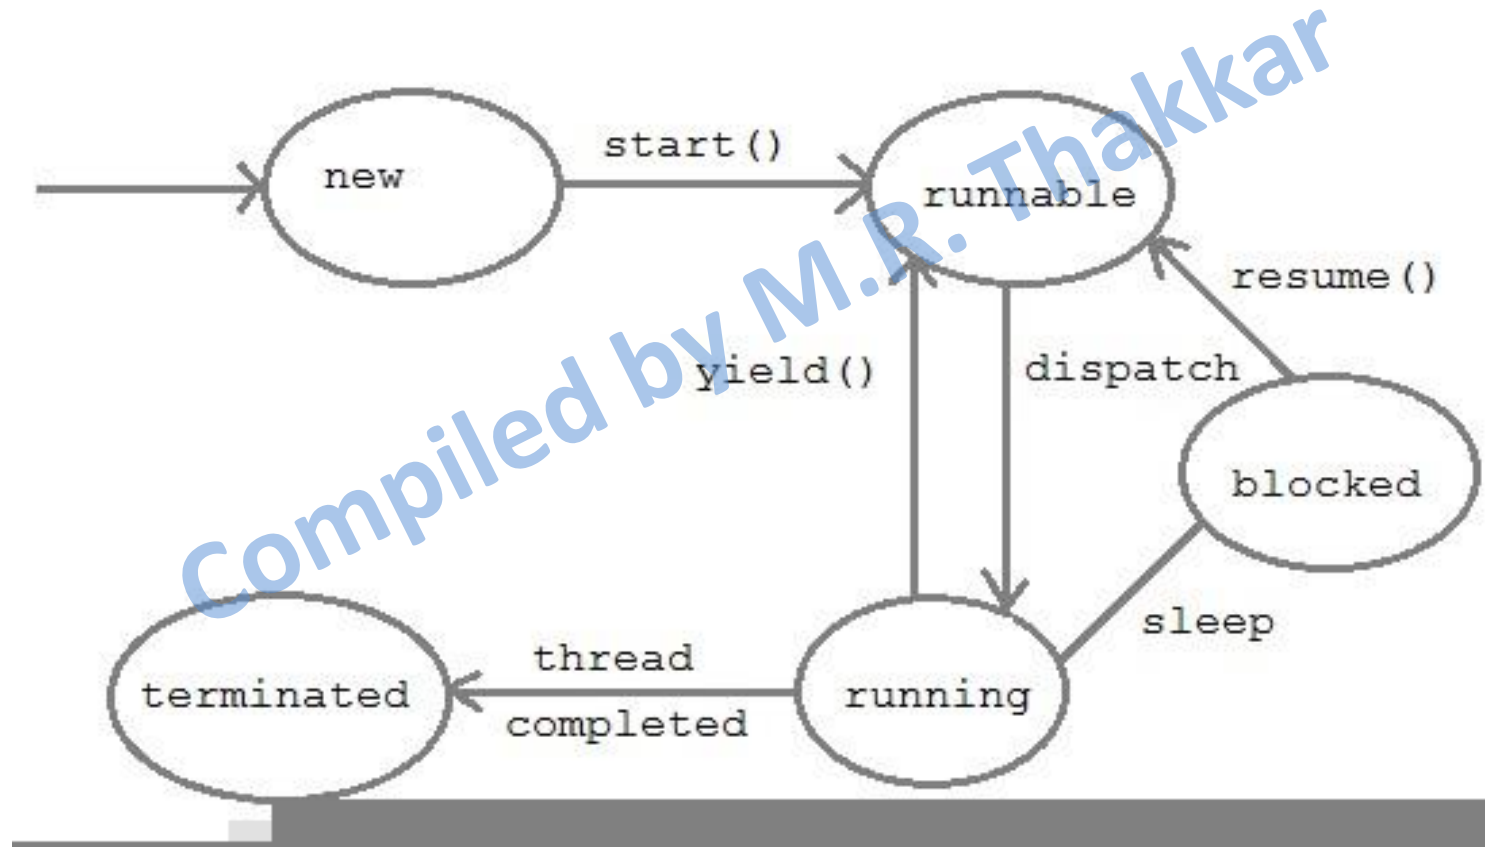 new
start()
runnable
resume()
yield()
dispatch
blocked
sleep
thread
completed
terminated
running
Compiled by M.R. Thakkar